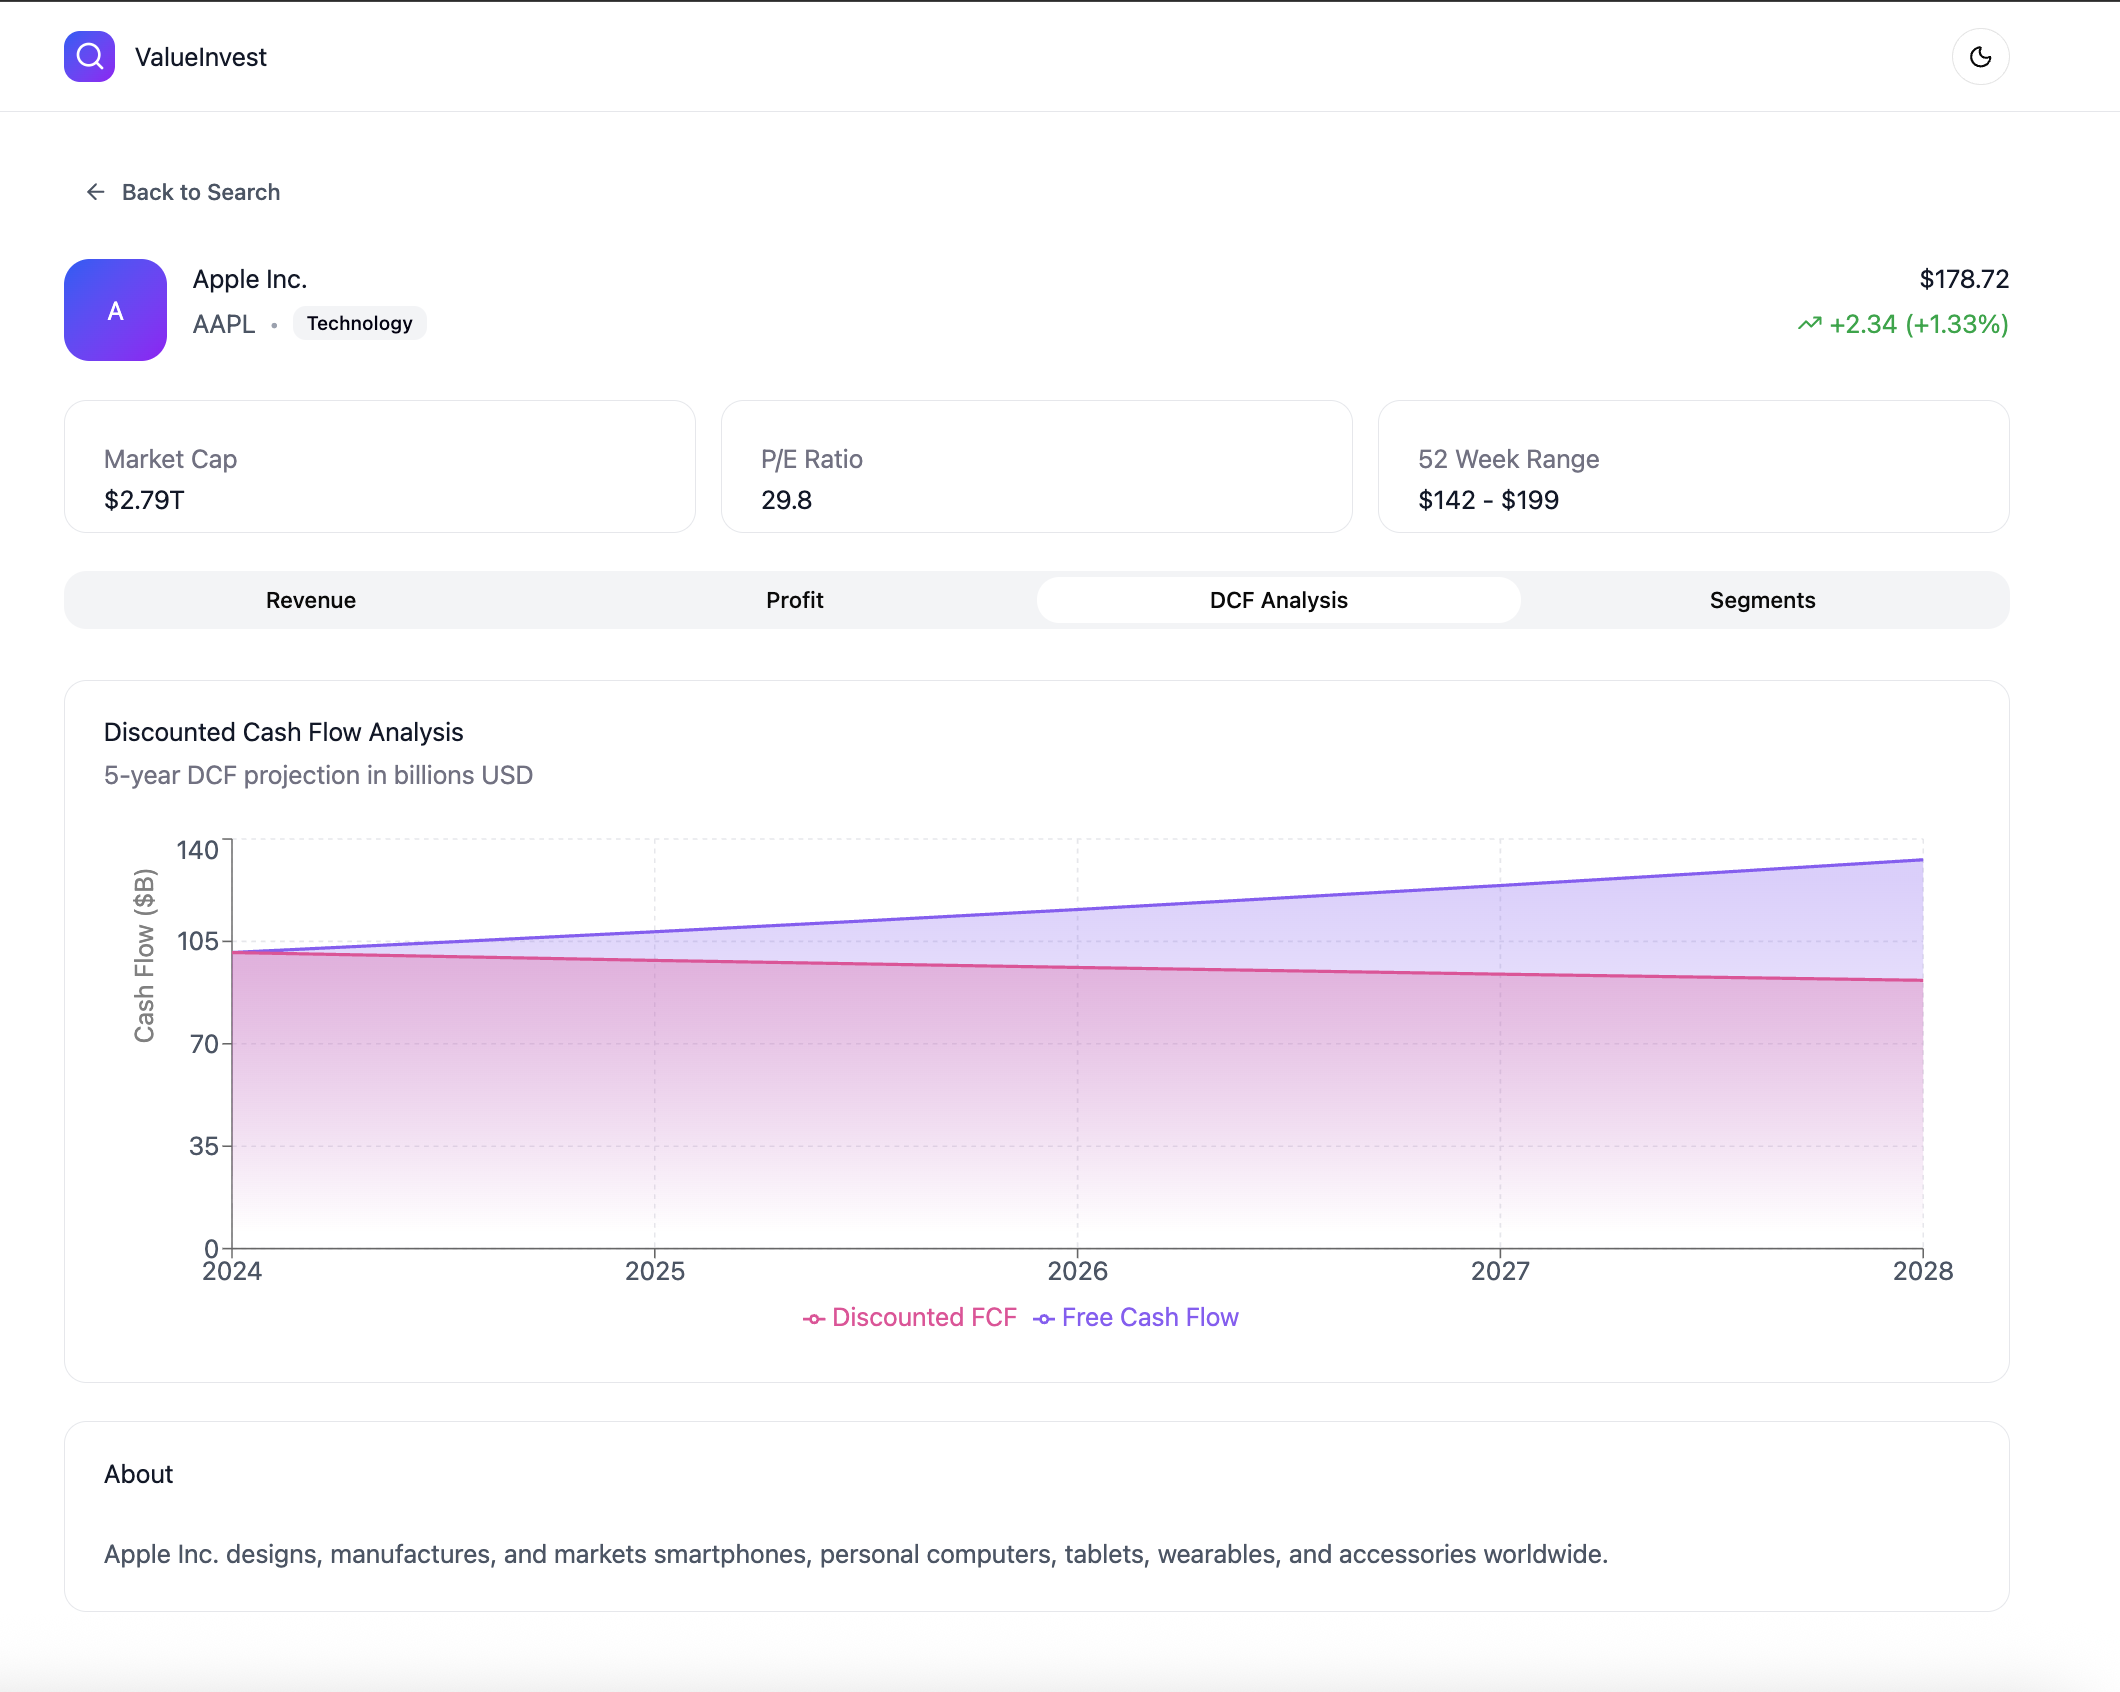 ValueInvest
Back to Search
A
Apple Inc.
AAPL • Technology
$178.72
+2.34 (+1.33%)
Market Cap
$2.79T
P/E Ratio
29.8
52 Week Range
$142 - $199
Revenue
Profit
DCF Analysis
Segments
Discounted Cash Flow Analysis
5-year DCF projection in billions USD
Cash Flow ($B)
140
105
70
35
0
2024
2025
2026
2027
2028
Discounted FCF
Free Cash Flow
About
Apple Inc. designs, manufactures, and markets smartphones, personal computers, tablets, wearables, and accessories worldwide.